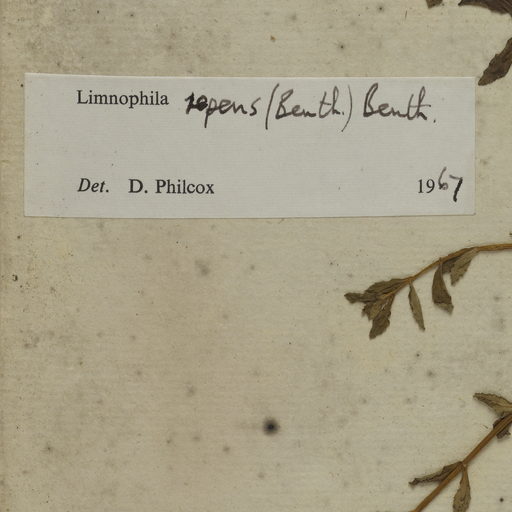 Limnophila repens (Benth.) Benth.
Det. D. Philcox 1967